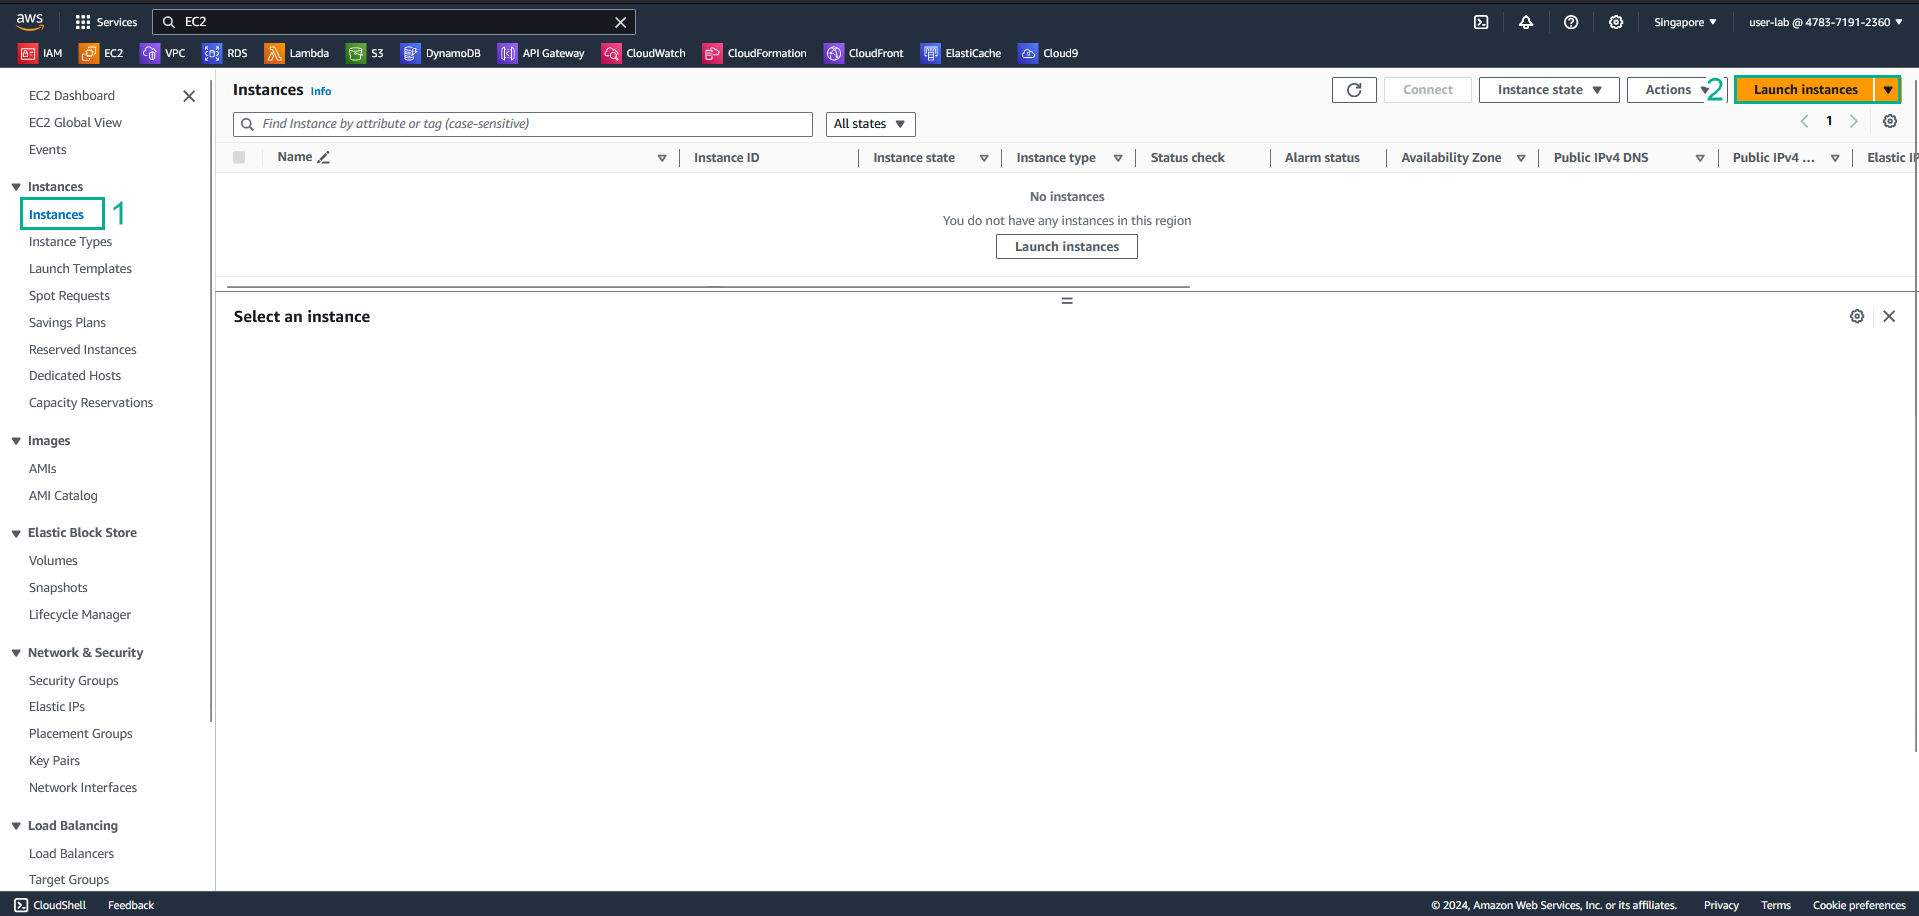 aws Services EC2 Singapore user-lab @ 4783-7191-2360
IAM EC2 VPC RDS Lambda S3 DynamoDB API Gateway CloudWatch CloudFormation CloudFront ElastiCache Cloud9
EC2 Dashboard
EC2 Global View
Events
Instances
Instances 1
Instance Types
Launch Templates
Spot Requests
Savings Plans
Reserved Instances
Dedicated Hosts
Capacity Reservations
Images
AMIs
AMI Catalog
Elastic Block Store
Volumes
Snapshots
Lifecycle Manager
Network & Security
Security Groups
Elastic IPs
Placement Groups
Key Pairs
Network Interfaces
Load Balancing
Load Balancers
Target Groups
Instances Info Connect Instance state Actions 2 Launch instances
Find Instance by attribute or tag (case-sensitive) All states 1
Name Instance ID Instance state Instance type Status check Alarm status Availability Zone Public IPv4 DNS Public IPv4 ... Elastic IP
No instances
You do not have any instances in this region
Launch instances
Select an instance
CloudShell Feedback © 2024, Amazon Web Services, Inc. or its affiliates. Privacy Terms Cookie preferences